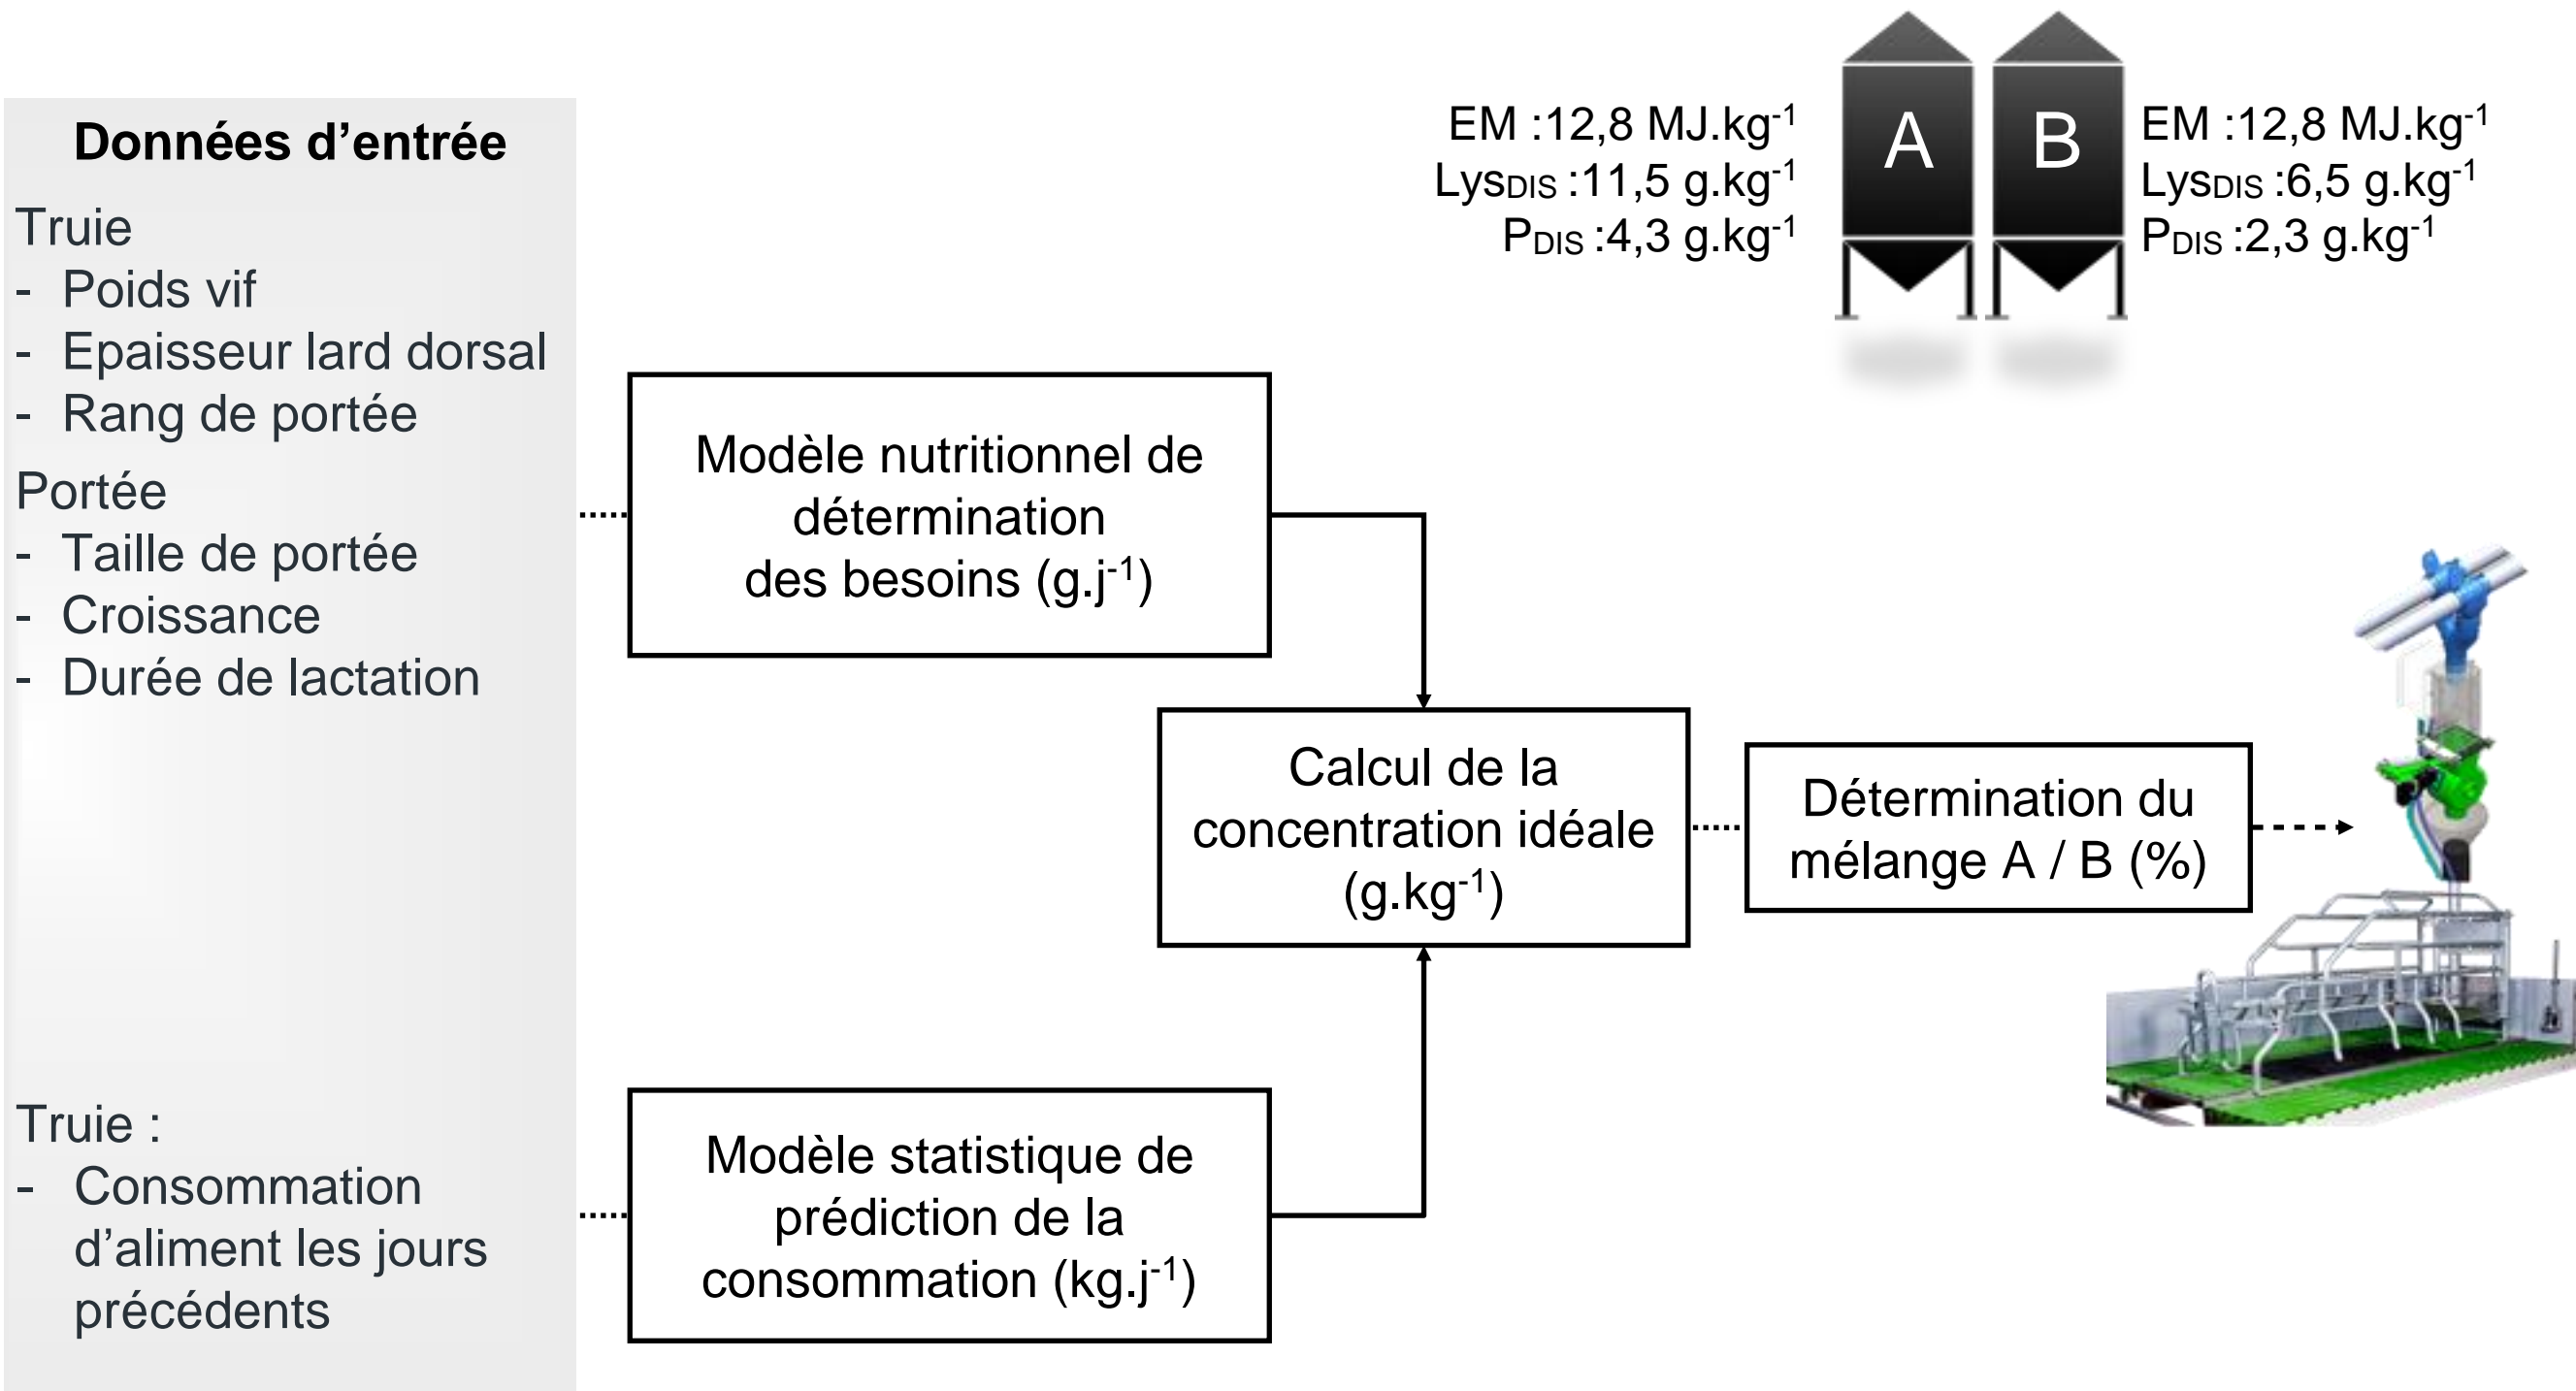 Données d’entrée
Truie
- Poids vif
- Epaisseur lard dorsal
- Rang de portée
Portée
- Taille de portée
- Croissance
- Durée de lactation
Truie :
- Consommation
d’aliment les jours
précédents
Modèle nutritionnel de
détermination
des besoins (g.j-1)
Modèle statistique de
prédiction de la
consommation (kg.j-1)
Calcul de la
concentration idéale
(g.kg-1)
Détermination du
mélange A / B (%)
EM :12,8 MJ.kg-1
LysDIS :11,5 g.kg-1
PDIS :4,3 g.kg-1
A
B
EM :12,8 MJ.kg-1
LysDIS :6,5 g.kg-1
PDIS :2,3 g.kg-1